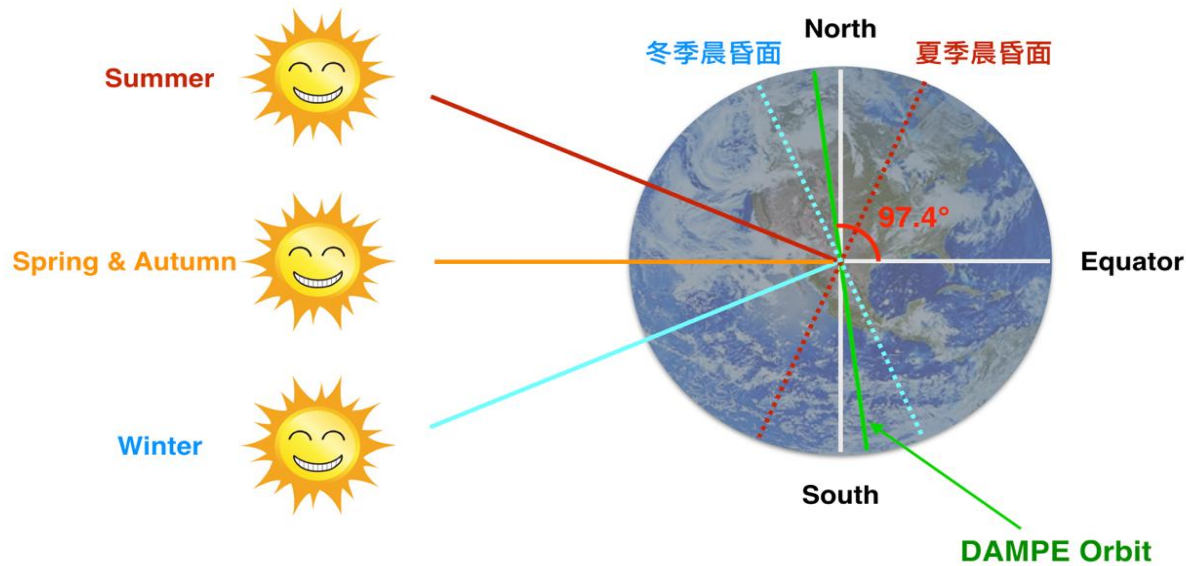 North
冬季晨昏面
夏季晨昏面
Summer
97.4°
Spring & Autumn
Equator
Winter
South
DAMPE Orbit